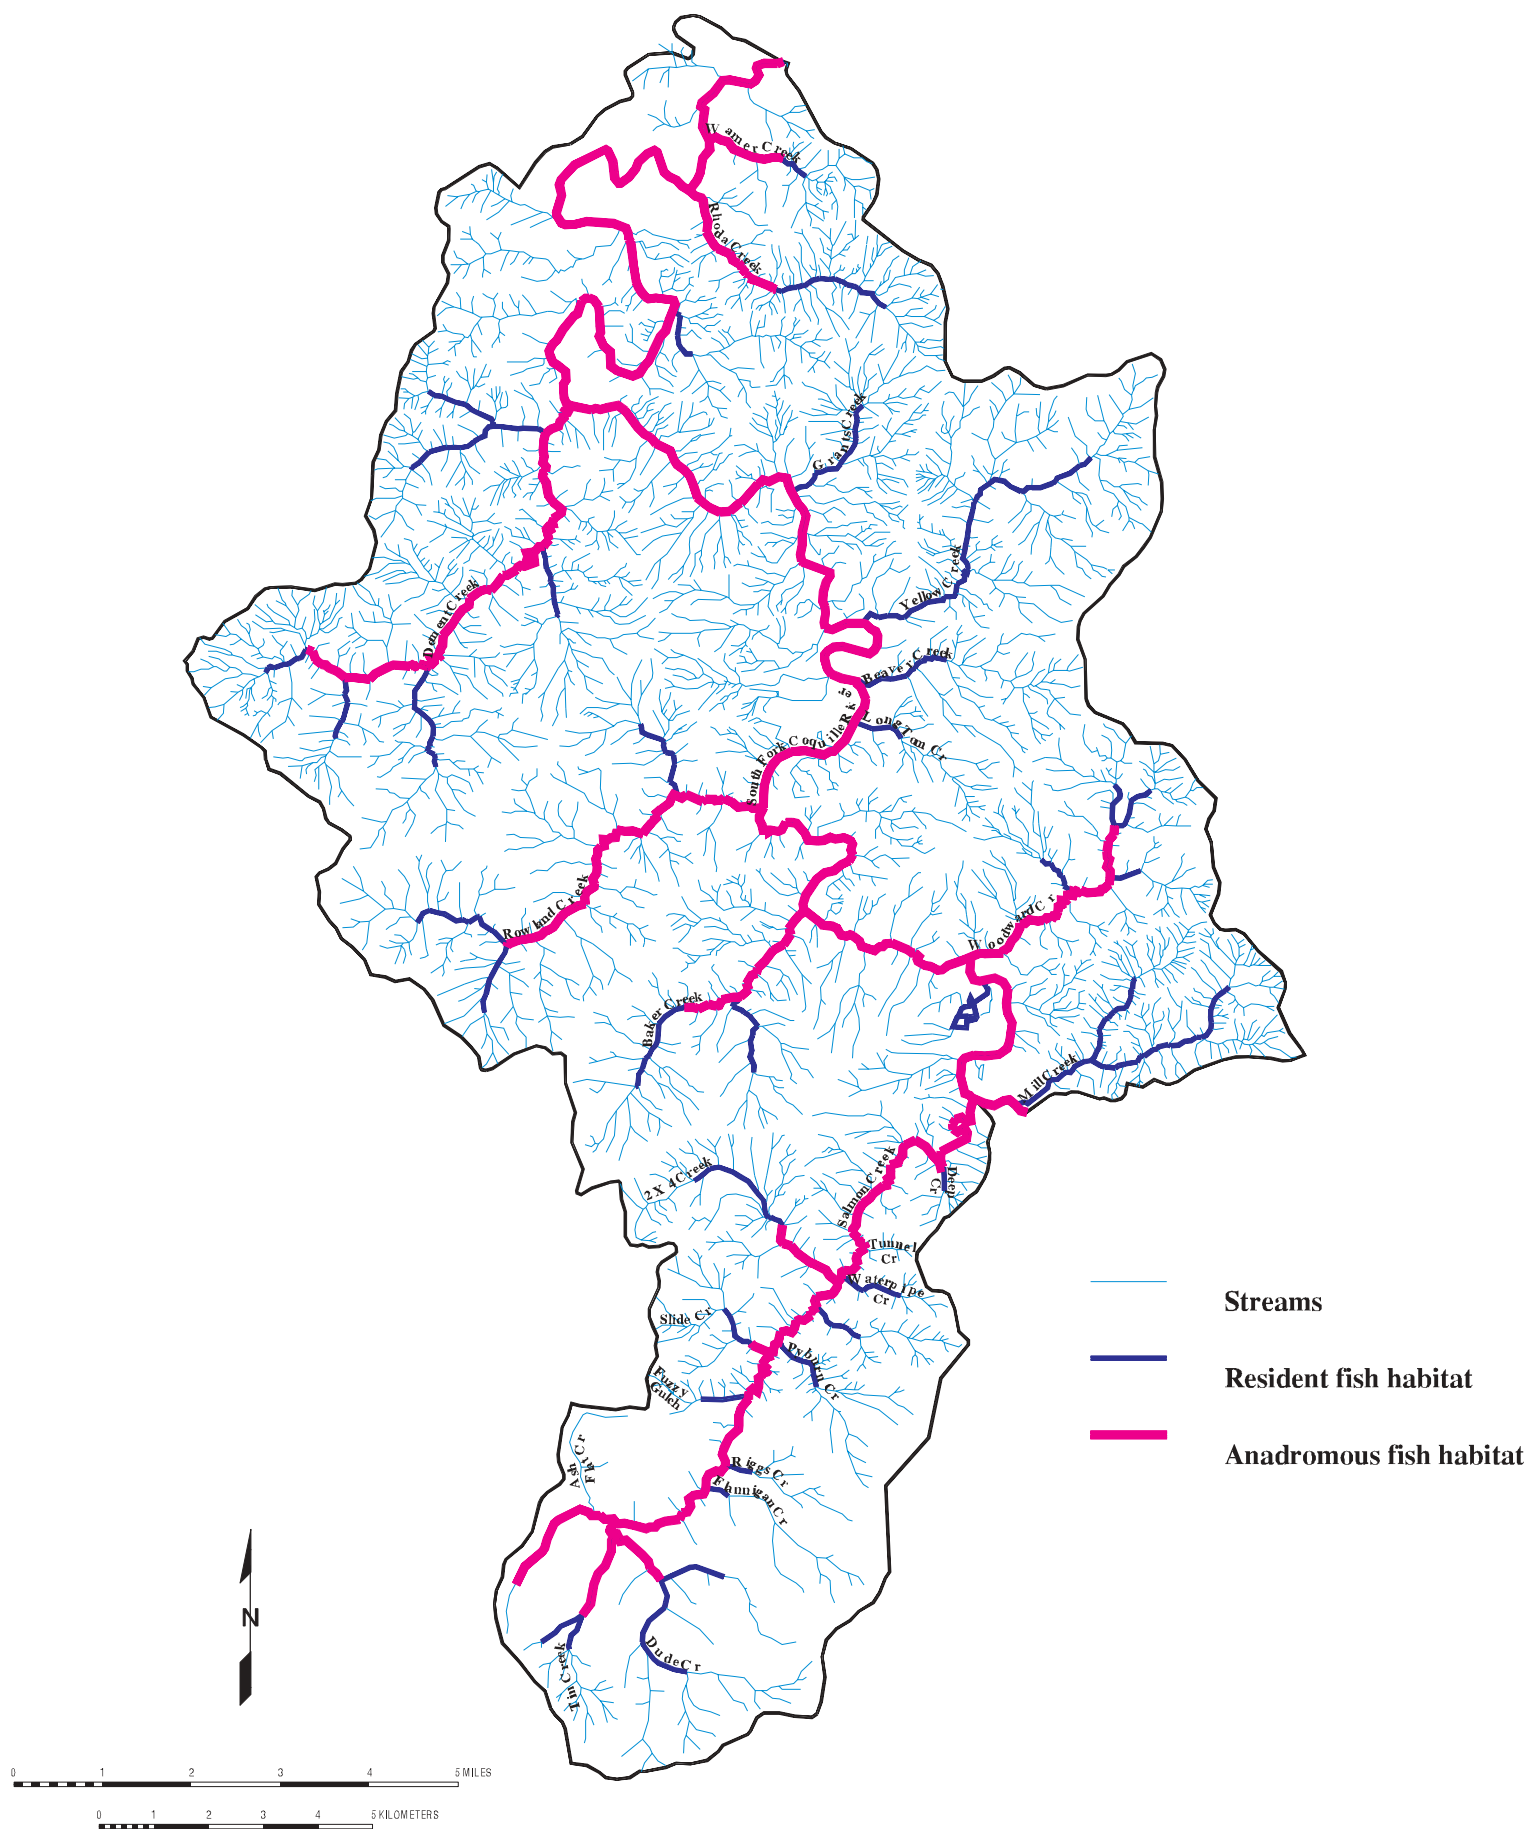 Warner Creek
Rhoda Creek
Grants Creek
Yellow Creek
Dement Creek
Beaver Creek
Long Tom Cr
South Fork Coquille River
Rowland Creek
Woodward Cr
Baker Creek
Mill Creek
2 X 4 Creek
Salmon Creek
Deep
Cr
Tunnel
Cr
Waterpipe
Cr
Streams
Slide Cr
Pyburn Cr
Resident fish habitat
Fuzzy
Gulch
Ash Cr
Flat
Riggs Cr
Flannigan Cr
Anadromous fish habitat
N
Dude Cr
Tim Creek
0 1 2 3 4 5 MILES
0 1 2 3 4 5 KILOMETERS